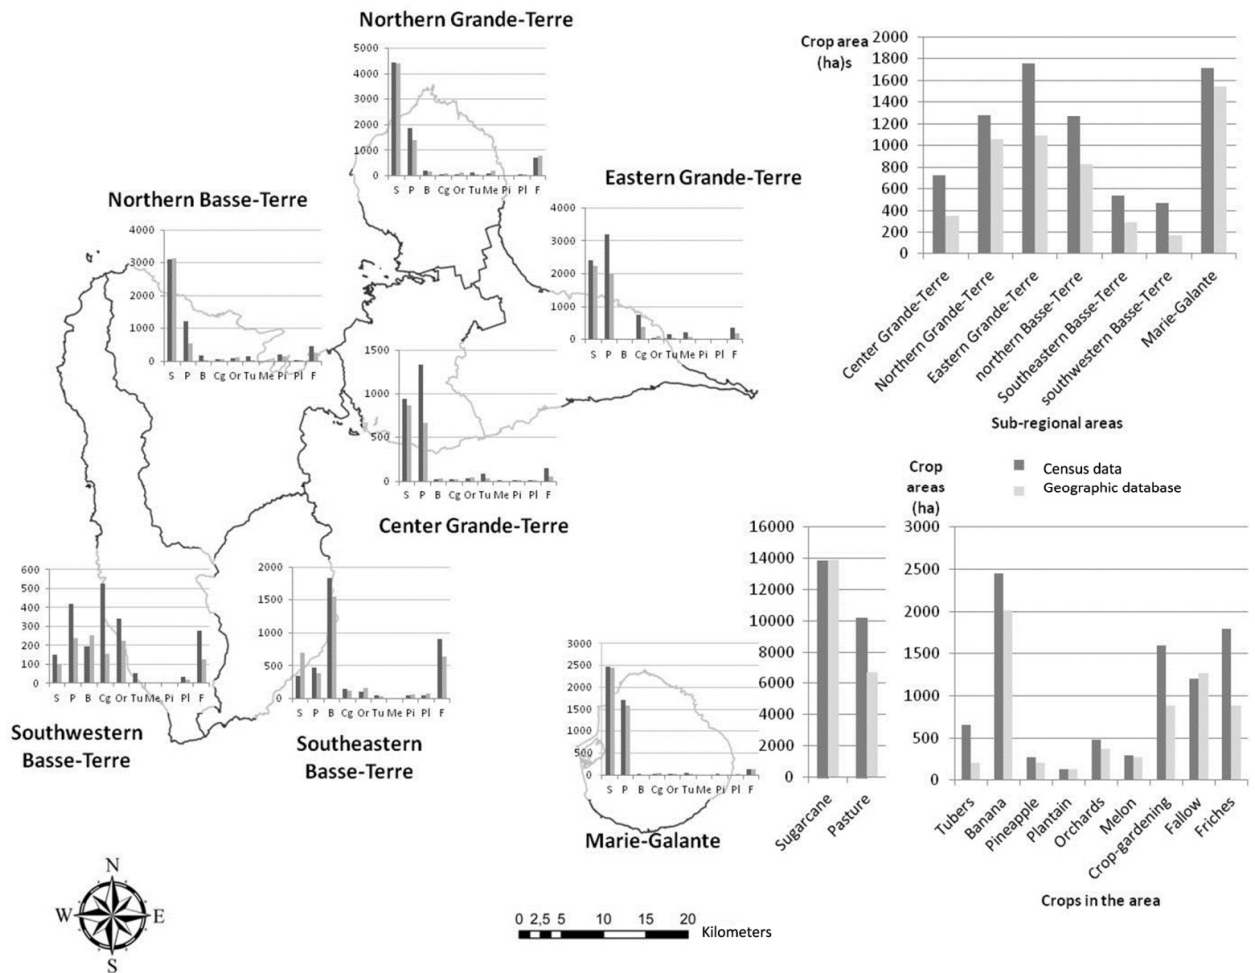 Northern Grande-Terre
5000
4000
3000
2000
1000
0
S P B Cg Or Tu Me Pi Pl F
Northern Basse-Terre
4000
3000
2000
1000
0
S P B Cg Or Tu Me Pi Pl F
Eastern Grande-Terre
4000
3000
2000
1000
0
S P B Cg Or Tu Me Pi Pl F
1500
1000
500
0
S P B Cg Or Tu Me Pi Pl F
Center Grande-Terre
600
500
400
300
200
100
0
S P B Cg Or Tu Me Pi Pl F
Southwestern
Basse-Terre
2000
1500
1000
500
0
S P B Cg Or Tu Me Pi Pl F
Southeastern
Basse-Terre
3000
2500
2000
1500
1000
500
0
S P B Cg Or Tu Me Pi Pl F
Marie-Galante
Crop area
(ha)s
2000
1800
1600
1400
1200
1000
800
600
400
200
0
Center Grande-Terre
Northern Grande-Terre
Eastern Grande-Terre
northern Basse-Terre
Southeastern Basse-Terre
southwestern Basse-Terre
Marie-Galante
Sub-regional areas
Census data
Geographic database
Crop
areas
(ha)
16000
14000
12000
10000
8000
6000
4000
2000
0
Sugarcane
Pasture
3000
2500
2000
1500
1000
500
0
Tubers
Banana
Pineapple
Plantain
Orchards
Melon
Crop-gardening
Fallow
Friches
Crops in the area
N
W E
S
0 2,5 5 10 15 20
Kilometers